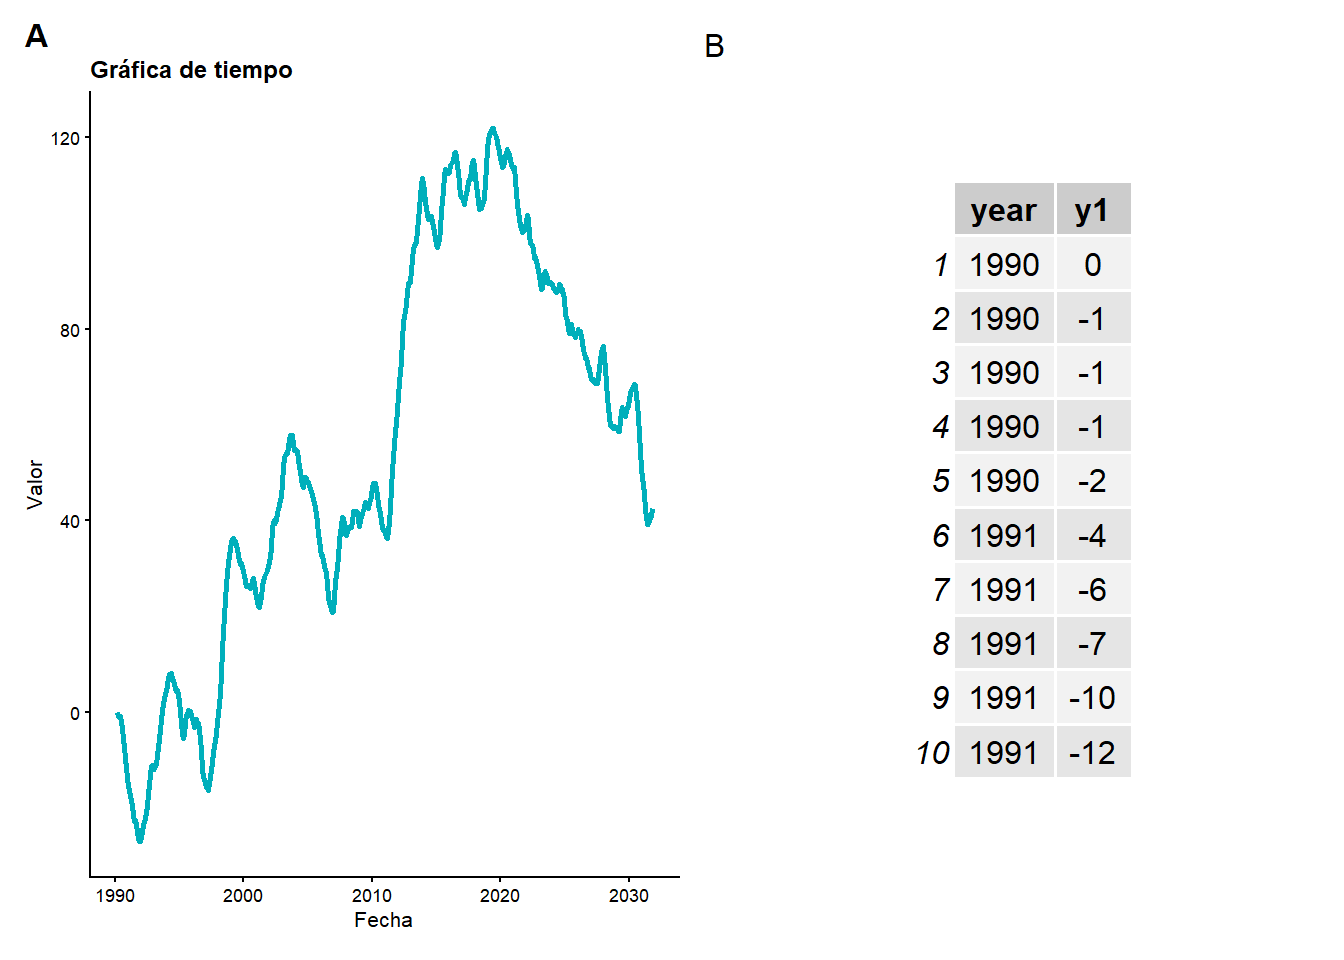 A
Gráfica de tiempo
120
80
40
0
Valor
1990 2000 2010 2020 2030
Fecha
B
year y1
1 1990 0
2 1990 -1
3 1990 -1
4 1990 -1
5 1990 -2
6 1991 -4
7 1991 -6
8 1991 -7
9 1991 -10
10 1991 -12